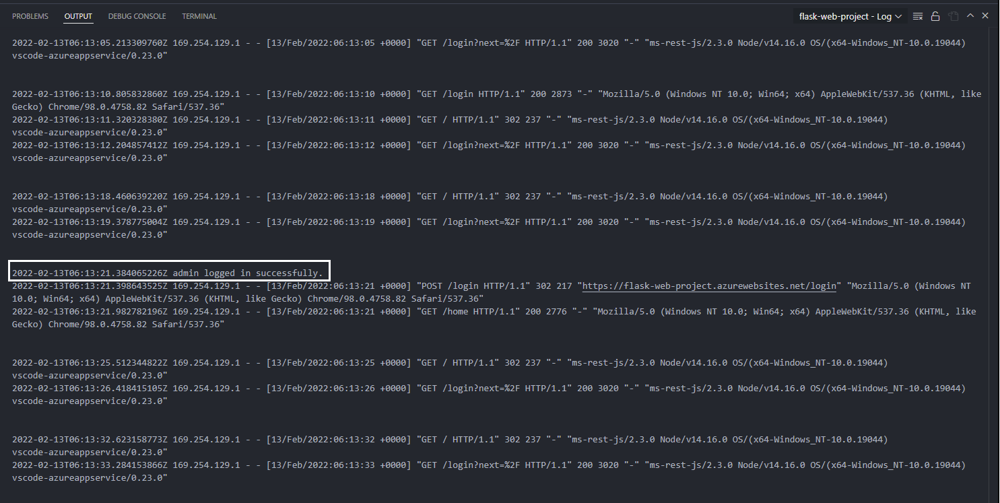 PROBLEMS OUTPUT DEBUG CONSOLE TERMINAL flask-web-project - Log
2022-02-13T06:13:05.213309760Z 169.254.129.1 - - [13/Feb/2022:06:13:05 +0000] "GET /login?next=%2F HTTP/1.1" 200 3020 "-" "ms-rest-js/2.3.0 Node/v14.16.0 OS/(x64-Windows_NT-10.0.19044)
vscode-azureappservice/0.23.0"
2022-02-13T06:13:10.805832860Z 169.254.129.1 - - [13/Feb/2022:06:13:10 +0000] "GET /login HTTP/1.1" 200 2873 "-" "Mozilla/5.0 (Windows NT 10.0; Win64; x64) AppleWebKit/537.36 (KHTML, like
Gecko) Chrome/98.0.4758.82 Safari/537.36"
2022-02-13T06:13:11.320328380Z 169.254.129.1 - - [13/Feb/2022:06:13:11 +0000] "GET / HTTP/1.1" 302 237 "-" "ms-rest-js/2.3.0 Node/v14.16.0 OS/(x64-Windows_NT-10.0.19044)
vscode-azureappservice/0.23.0"
2022-02-13T06:13:12.204857412Z 169.254.129.1 - - [13/Feb/2022:06:13:12 +0000] "GET /login?next=%2F HTTP/1.1" 200 3020 "-" "ms-rest-js/2.3.0 Node/v14.16.0 OS/(x64-Windows_NT-10.0.19044)
vscode-azureappservice/0.23.0"
2022-02-13T06:13:18.460639220Z 169.254.129.1 - - [13/Feb/2022:06:13:18 +0000] "GET / HTTP/1.1" 302 237 "-" "ms-rest-js/2.3.0 Node/v14.16.0 OS/(x64-Windows_NT-10.0.19044)
vscode-azureappservice/0.23.0"
2022-02-13T06:13:19.378775004Z 169.254.129.1 - - [13/Feb/2022:06:13:19 +0000] "GET /login?next=%2F HTTP/1.1" 200 3020 "-" "ms-rest-js/2.3.0 Node/v14.16.0 OS/(x64-Windows_NT-10.0.19044)
vscode-azureappservice/0.23.0"
2022-02-13T06:13:21.384065226Z admin logged in successfully.
2022-02-13T06:13:21.398643525Z 169.254.129.1 - - [13/Feb/2022:06:13:21 +0000] "POST /login HTTP/1.1" 302 217 "https://flask-web-project.azurewebsites.net/login" "Mozilla/5.0 (Windows NT
10.0; Win64; x64) AppleWebKit/537.36 (KHTML, like Gecko) Chrome/98.0.4758.82 Safari/537.36"
2022-02-13T06:13:21.982782196Z 169.254.129.1 - - [13/Feb/2022:06:13:21 +0000] "GET /home HTTP/1.1" 200 2776 "-" "Mozilla/5.0 (Windows NT 10.0; Win64; x64) AppleWebKit/537.36 (KHTML, like
Gecko) Chrome/98.0.4758.82 Safari/537.36"
2022-02-13T06:13:25.512344822Z 169.254.129.1 - - [13/Feb/2022:06:13:25 +0000] "GET / HTTP/1.1" 302 237 "-" "ms-rest-js/2.3.0 Node/v14.16.0 OS/(x64-Windows_NT-10.0.19044)
vscode-azureappservice/0.23.0"
2022-02-13T06:13:26.418415105Z 169.254.129.1 - - [13/Feb/2022:06:13:26 +0000] "GET /login?next=%2F HTTP/1.1" 200 3020 "-" "ms-rest-js/2.3.0 Node/v14.16.0 OS/(x64-Windows_NT-10.0.19044)
vscode-azureappservice/0.23.0"
2022-02-13T06:13:32.623158773Z 169.254.129.1 - - [13/Feb/2022:06:13:32 +0000] "GET / HTTP/1.1" 302 237 "-" "ms-rest-js/2.3.0 Node/v14.16.0 OS/(x64-Windows_NT-10.0.19044)
vscode-azureappservice/0.23.0"
2022-02-13T06:13:33.284153866Z 169.254.129.1 - - [13/Feb/2022:06:13:33 +0000] "GET /login?next=%2F HTTP/1.1" 200 3020 "-" "ms-rest-js/2.3.0 Node/v14.16.0 OS/(x64-Windows_NT-10.0.19044)
vscode-azureappservice/0.23.0"